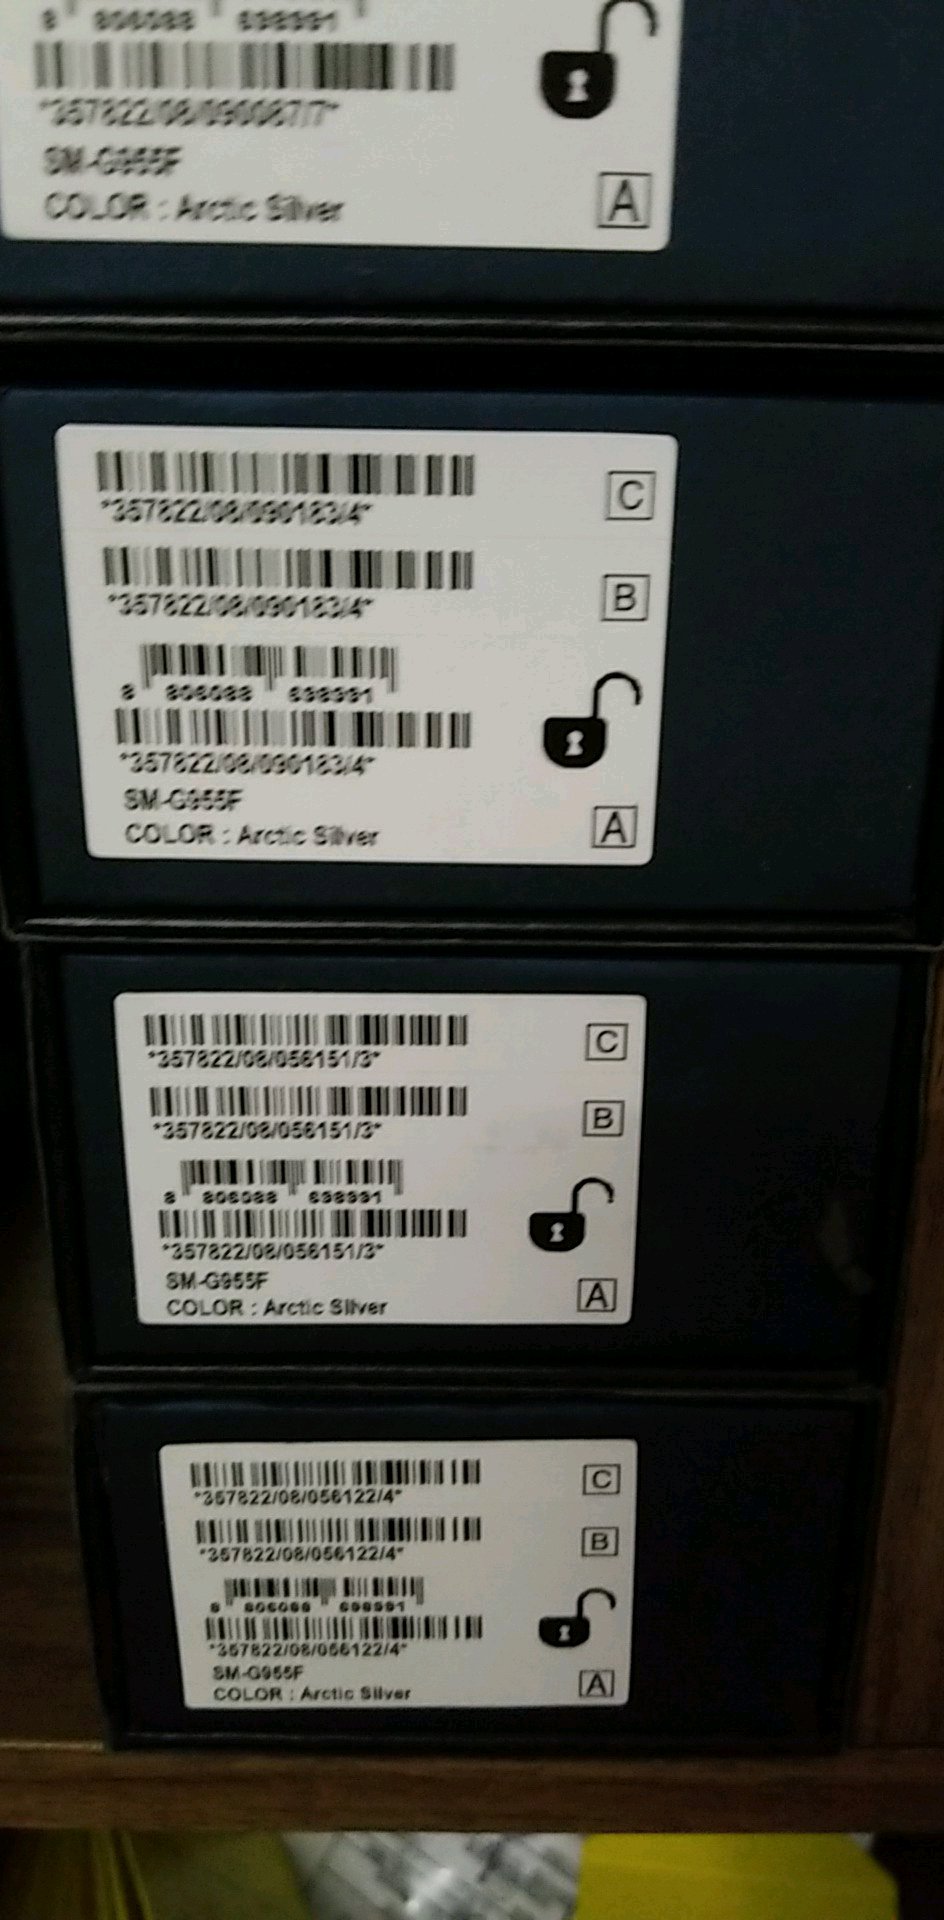 8 806088 698991
*357822/08/090087/7*
SM-G955F
COLOR : Arctic Silver
A
*357822/08/090183/4*
C
*357822/08/090183/4*
B
8 806088 698991
*357822/08/090183/4*
SM-G955F
COLOR : Arctic Silver
A
*357822/08/056151/3*
C
*357822/08/056151/3*
B
8 806088 698991
*357822/08/056151/3*
SM-G955F
COLOR : Arctic Silver
A
*357822/08/056122/4*
C
*357822/08/056122/4*
B
8 806088 698991
*357822/08/056122/4*
SM-G955F
COLOR : Arctic Silver
A